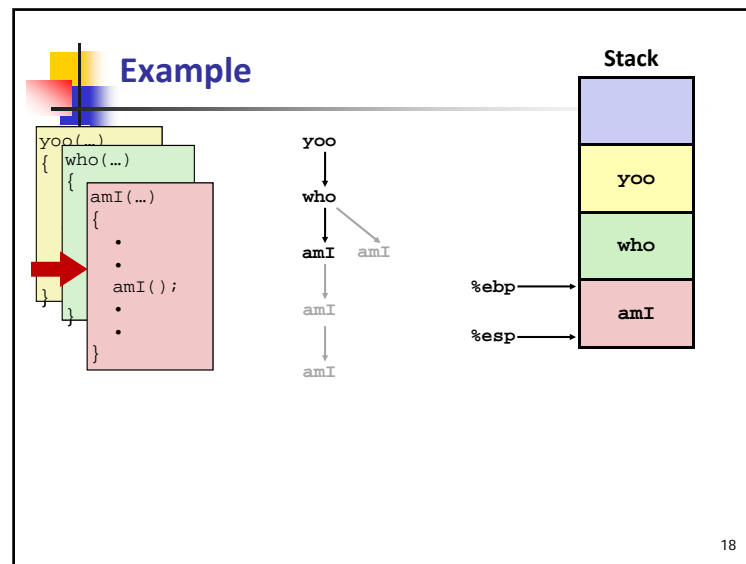 Example
Stack
yoo(…)
{
}
who(…)
{
}
amI(…)
{
•
•
amI();
•
•
}
yoo
who
amI amI
amI
amI
yoo
who
amI
%ebp
%esp
18